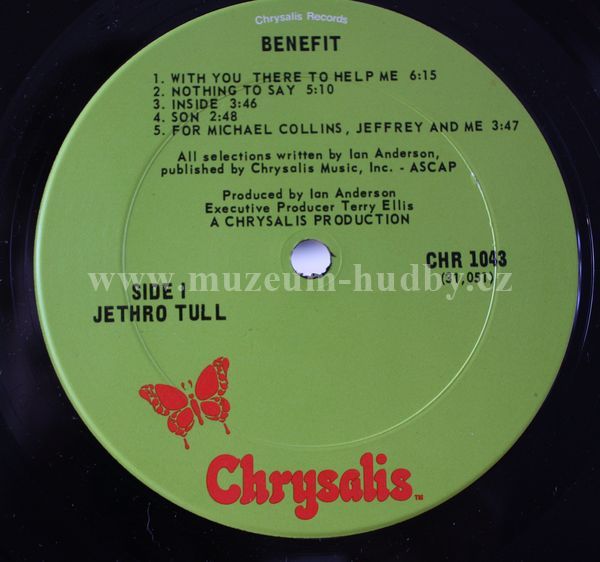 Chrysalis Records
BENEFIT
1. WITH YOU THERE TO HELP ME 6:15
2. NOTHING TO SAY 5:10
3. INSIDE 3:46
4. SON 2:48
5. FOR MICHAEL COLLINS, JEFFREY AND ME 3:47
All selections written by Ian Anderson,
published by Chrysalis Music, Inc. - ASCAP
Produced by Ian Anderson
Executive Producer Terry Ellis
A CHRYSALIS PRODUCTION
CHR 1043
(31,051)
www.muzeum-hudby.cz
SIDE 1
JETHRO TULL
Chrysalis TM